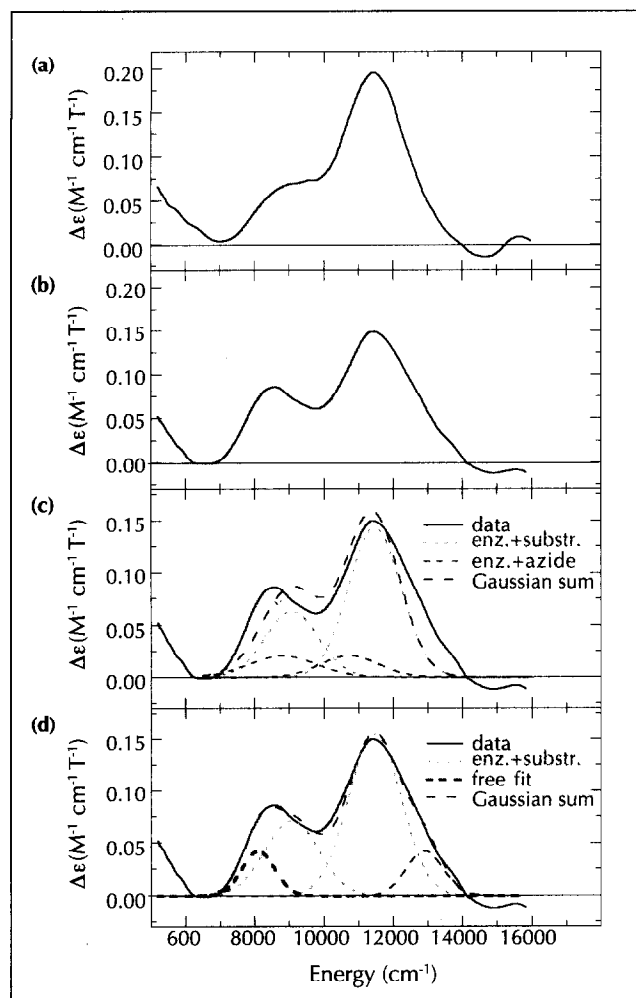 (a)
0.20
0.15
0.10
0.05
0.00
Δε(M⁻¹ cm⁻¹ T⁻¹)
(b)
0.20
0.15
0.10
0.05
0.00
Δε(M⁻¹ cm⁻¹ T⁻¹)
(c)
0.15
0.10
0.05
0.00
Δε(M⁻¹ cm⁻¹ T⁻¹)
data
enz.+substr.
enz.+azide
Gaussian sum
(d)
0.15
0.10
0.05
0.00
Δε(M⁻¹ cm⁻¹ T⁻¹)
data
enz.+substr.
free fit
Gaussian sum
600 8000 10000 12000 14000 16000
Energy (cm⁻¹)